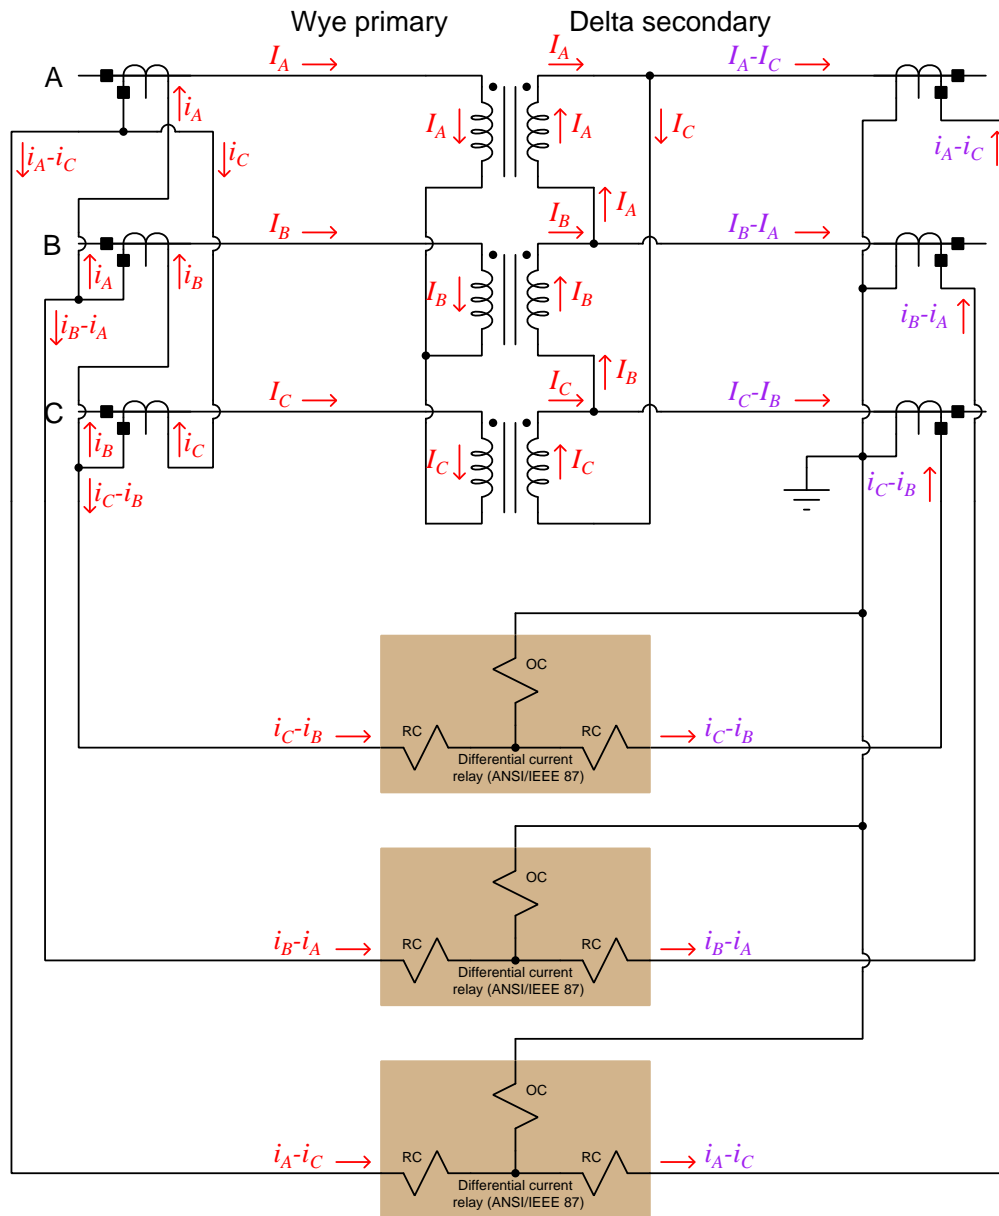 Wye primary Delta secondary
A I_A I_A I_A-I_C
i_A I_A I_A I_C
i_A-i_C i_C i_A-i_C
I_A
B I_B I_B I_B-I_A
i_A i_B I_B I_B
i_B-i_A i_B-i_A
I_B
C I_C I_C I_C-I_B
i_B i_C I_C I_C
i_C-i_B i_C-i_B
OC
i_C-i_B RC RC i_C-i_B
Differential current
relay (ANSI/IEEE 87)
OC
i_B-i_A RC RC i_B-i_A
Differential current
relay (ANSI/IEEE 87)
OC
i_A-i_C RC RC i_A-i_C
Differential current
relay (ANSI/IEEE 87)